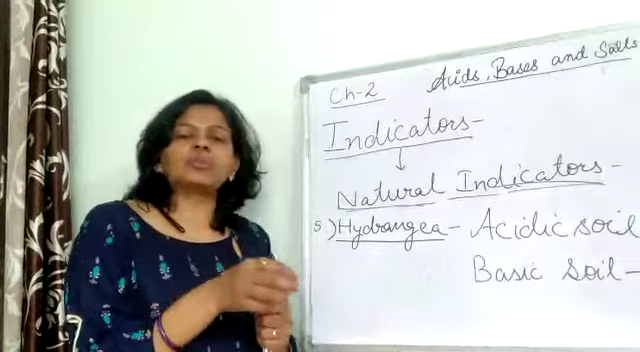 Ch-2 Acids, Bases and Salts
Indicators-
↓
Natural Indicators-
5) Hydrangea- Acidic soil
Basic soil-